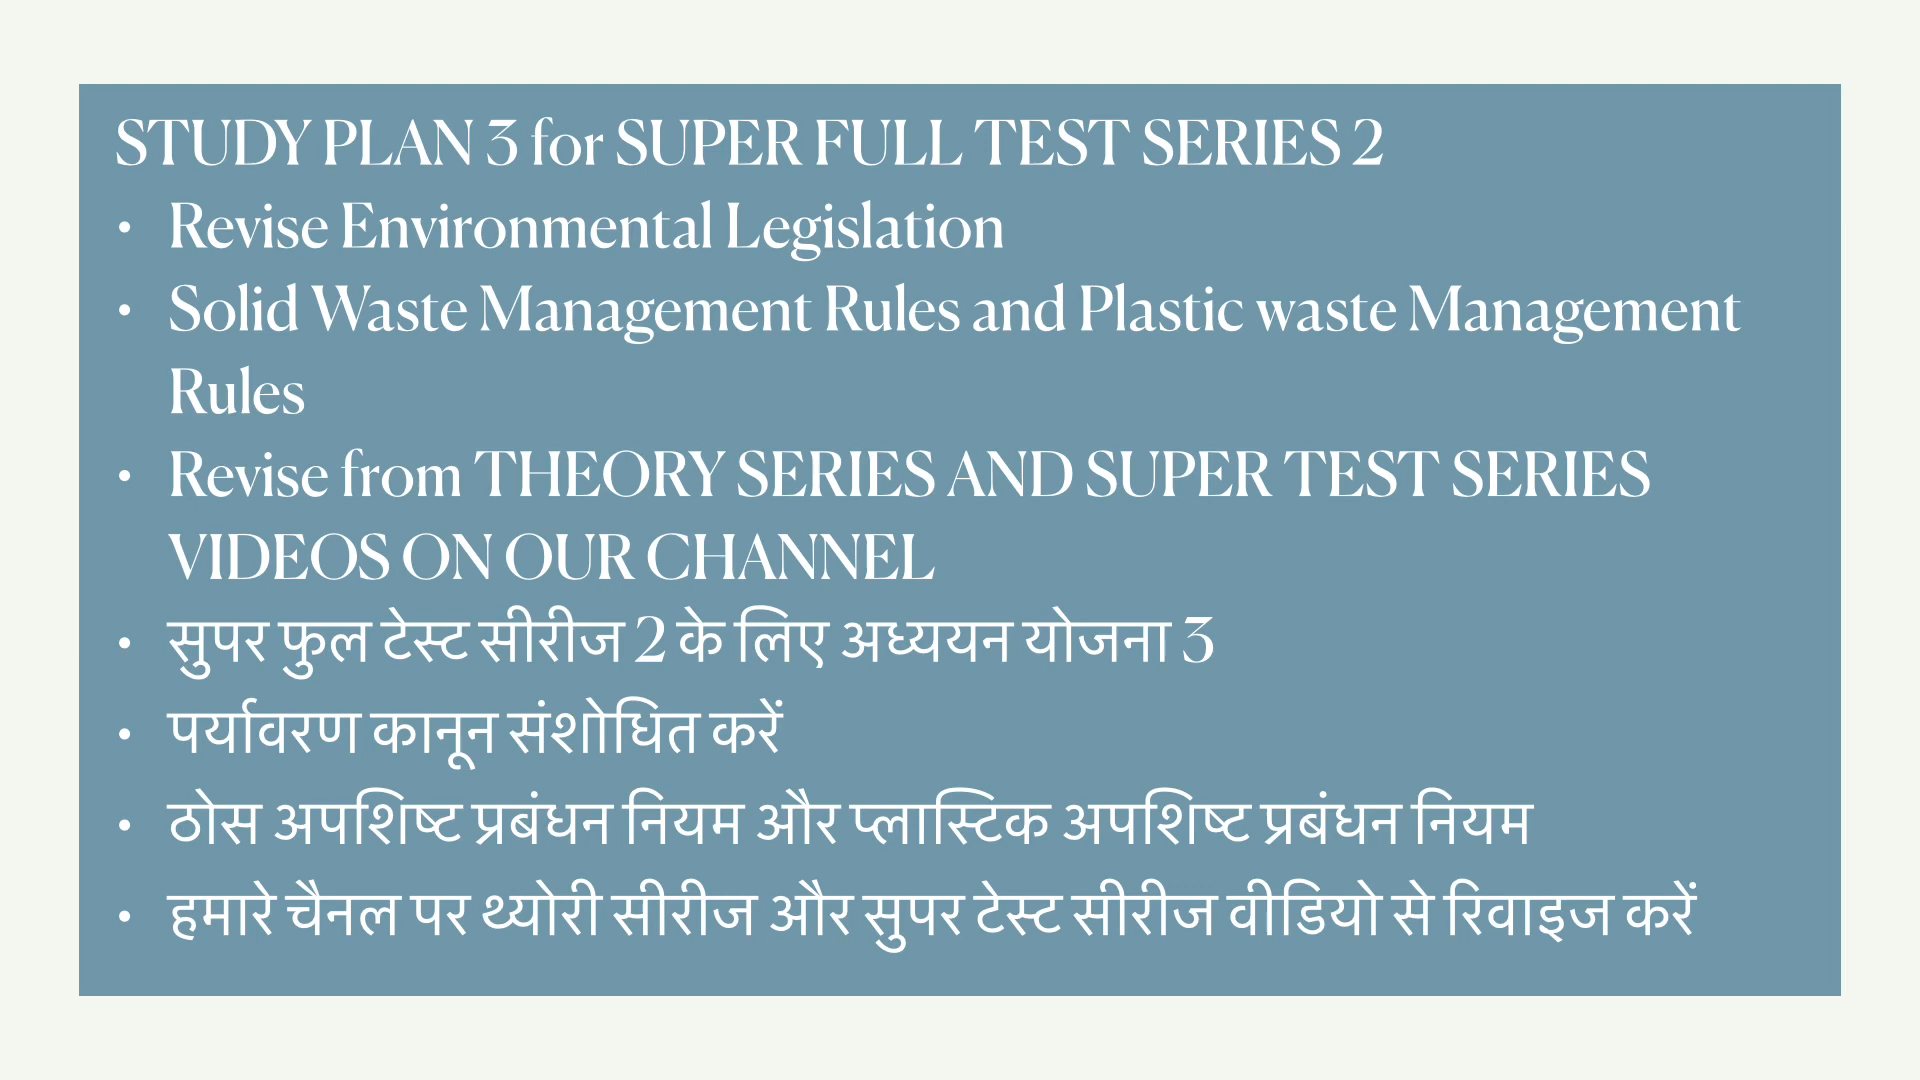 STUDY PLAN 3 for SUPER FULL TEST SERIES 2
• Revise Environmental Legislation
• Solid Waste Management Rules and Plastic waste Management
Rules
• Revise from THEORY SERIES AND SUPER TEST SERIES
VIDEOS ON OUR CHANNEL
• सुपर फुल टेस्ट सीरीज 2 के लिए अध्ययन योजना 3
• पर्यावरण कानून संशोधित करें
• ठोस अपशिष्ट प्रबंधन नियम और प्लास्टिक अपशिष्ट प्रबंधन नियम
• हमारे चैनल पर थ्योरी सीरीज और सुपर टेस्ट सीरीज वीडियो से रिवाइज करें